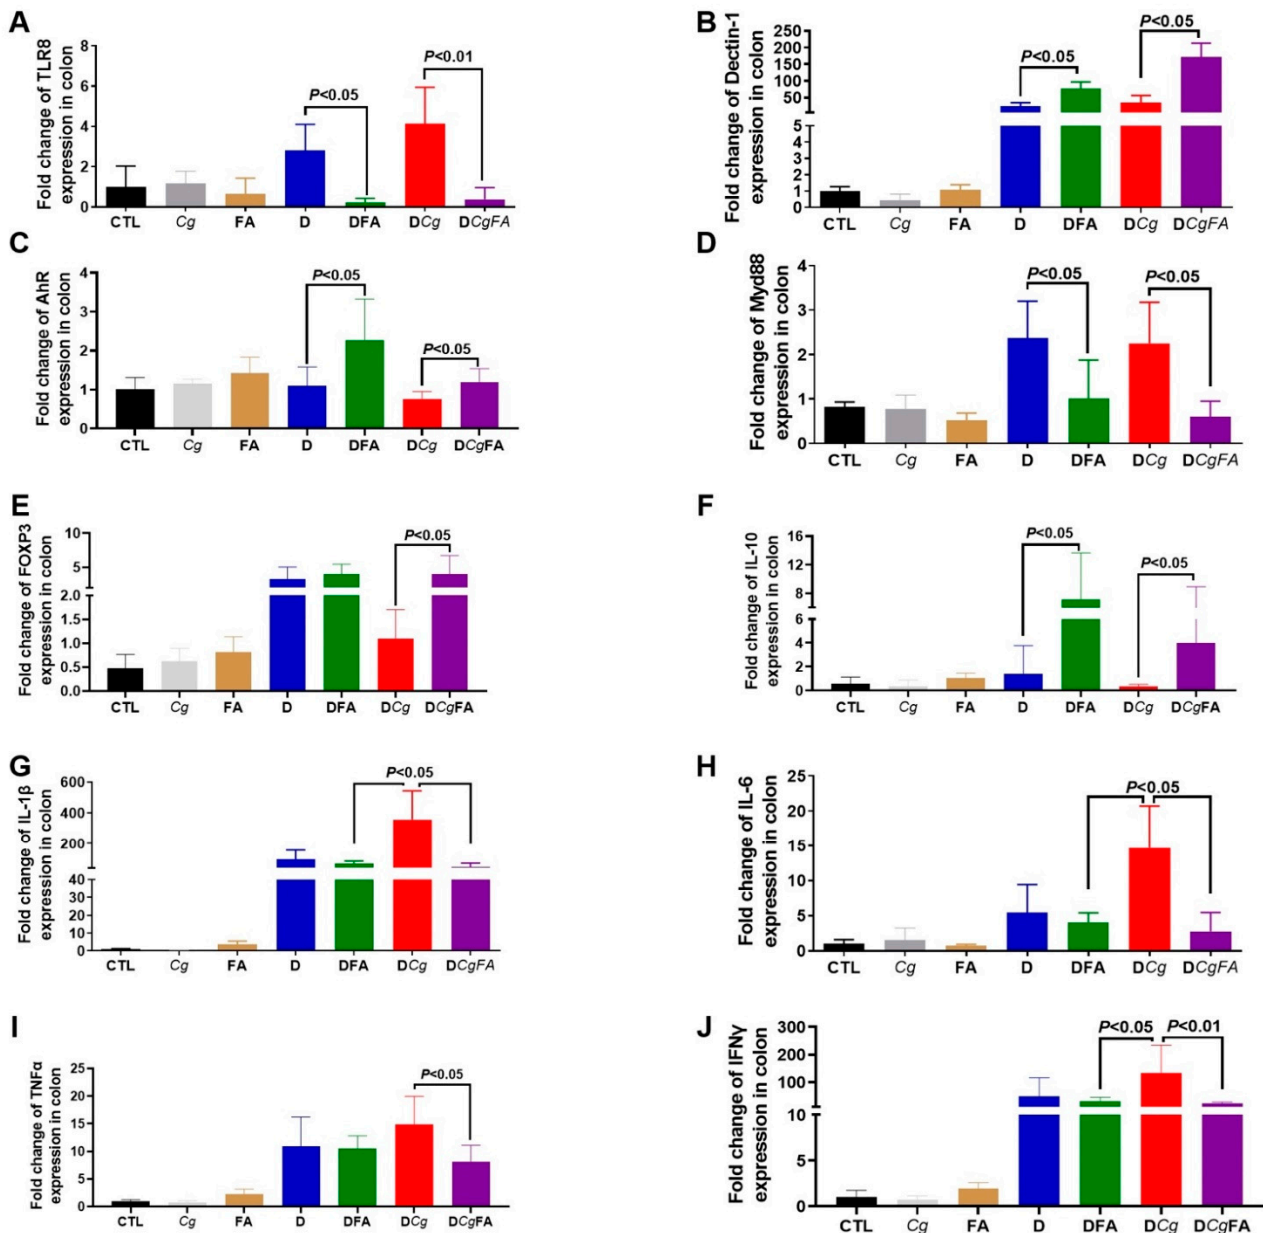 A
Fold change of TLR8
expression in colon
8
6
4
2
0
P<0.05
P<0.01
CTL Cg FA D DFA DCg DCgFA
B
Fold change of Dectin-1
expression in colon
250
200
150
100
50
5
4
3
2
1
0
P<0.05
P<0.05
CTL Cg FA D DFA DCg DCgFA
C
Fold change of AhR
expression in colon
4
3
2
1
0
P<0.05
P<0.05
CTL Cg FA D DFA DCg DCgFA
D
Fold change of Myd88
expression in colon
4
3
2
1
0
P<0.05
P<0.05
CTL Cg FA D DFA DCg DCgFA
E
Fold change of FOXP3
expression in colon
10
5
2.0
1.5
1.0
0.5
0.0
P<0.05
CTL Cg FA D DFA DCg DCgFA
F
Fold change of IL-10
expression in colon
16
12
8
6
4
2
0
P<0.05
P<0.05
CTL Cg FA D DFA DCg DCgFA
G
Fold change of IL-1β
expression in colon
600
400
200
40
30
20
10
0
P<0.05
CTL Cg FA D DFA DCg DCgFA
H
Fold change of IL-6
expression in colon
25
20
15
10
5
0
P<0.05
CTL Cg FA D DFA DCg DCgFA
I
Fold change of TNFα
expression in colon
25
20
15
10
5
0
P<0.05
CTL Cg FA D DFA DCg DCgFA
J
Fold change of IFNγ
expression in colon
300
200
100
10
5
0
P<0.05 P<0.01
CTL Cg FA D DFA DCg DCgFA